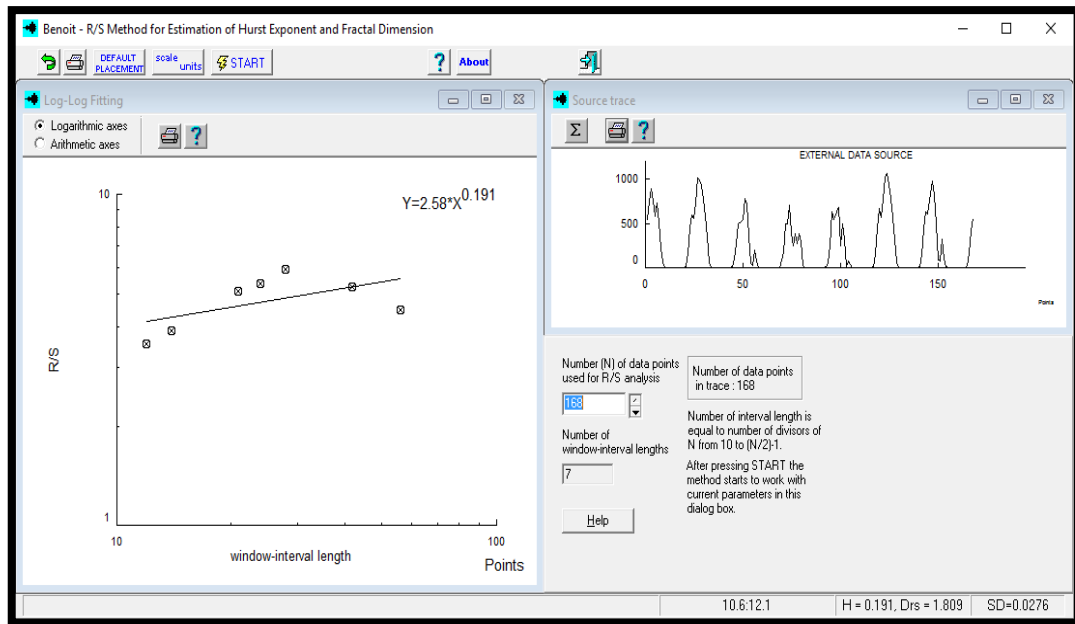 Benoit - R/S Method for Estimation of Hurst Exponent and Fractal Dimension
DEFAULT
PLACEMENT
scale
units
START
?
About
Log-Log Fitting
Logarithmic axes
Arithmetic axes
?
10
Y=2.58*X0.191
R/S
1
10
100
window-interval length
Points
Source trace
Σ
?
EXTERNAL DATA SOURCE
1000
500
0
0
50
100
150
Points
Number (N) of data points
used for R/S analysis
168
Number of
window-interval lengths
7
Help
Number of data points
in trace : 168
Number of interval length is
equal to number of divisors of
N from 10 to (N/2)-1.
After pressing START the
method starts to work with
current parameters in this
dialog box.
10.6:12.1
H = 0.191, Drs = 1.809
SD=0.0276